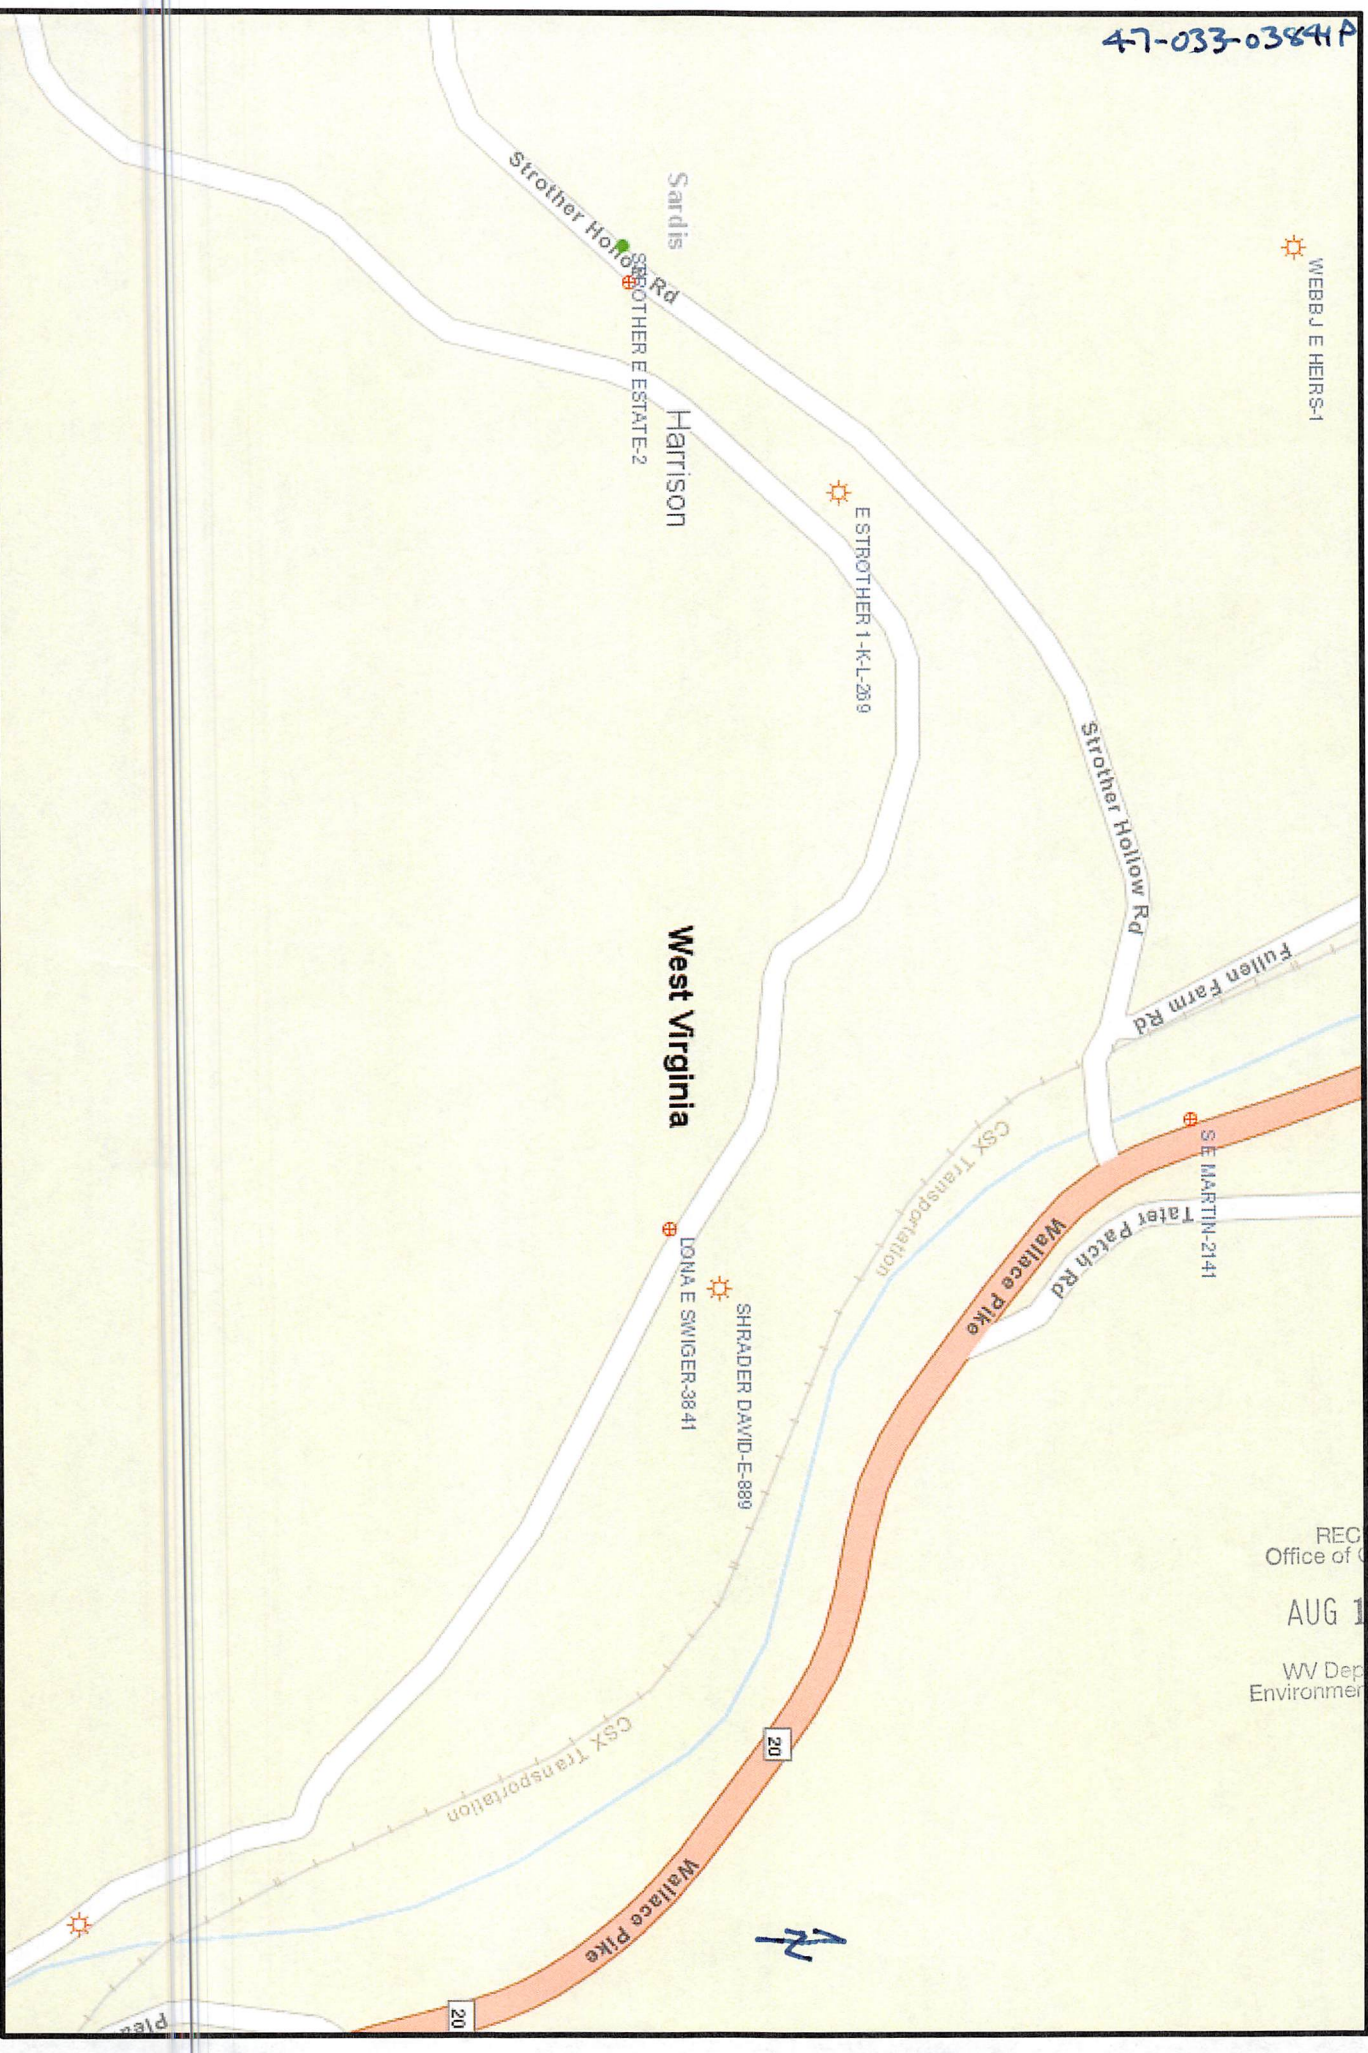 47-033-03841P
WEBB J E HEIRS-1
Sardis
Strother Hollow Rd
STROTHER E ESTATE-2
Harrison
E STROTHER 1-K-L-269
Strother Hollow Rd
Fullen Farm Rd
West Virginia
CSX Transportation
S E MARTIN-2141
Tater Patch Rd
Wallace Pike
LONA E SWIGER-3841
SHRADER DAVID-E-889
REC
Office of
AUG 1
WV Dep
Environmen
CSX Transportation
20
Wallace Pike
N
20
Plea